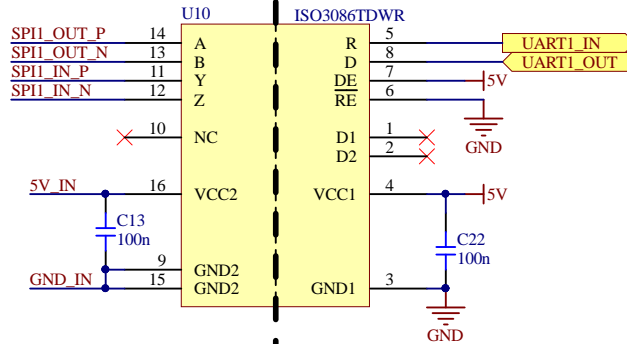 U10 ISO3086TDWR
SPI1_OUT_P 14 A R 5 UART1_IN
SPI1_OUT_N 13 B D 8 UART1_OUT
SPI1_IN_P 11 Y DE 7 5V
SPI1_IN_N 12 Z RE 6
GND
10 NC D1 1
D2 2
5V_IN 16 VCC2 VCC1 4 5V
C13 C22
100n 100n
9 GND2
GND_IN 15 GND2 GND1 3
GND